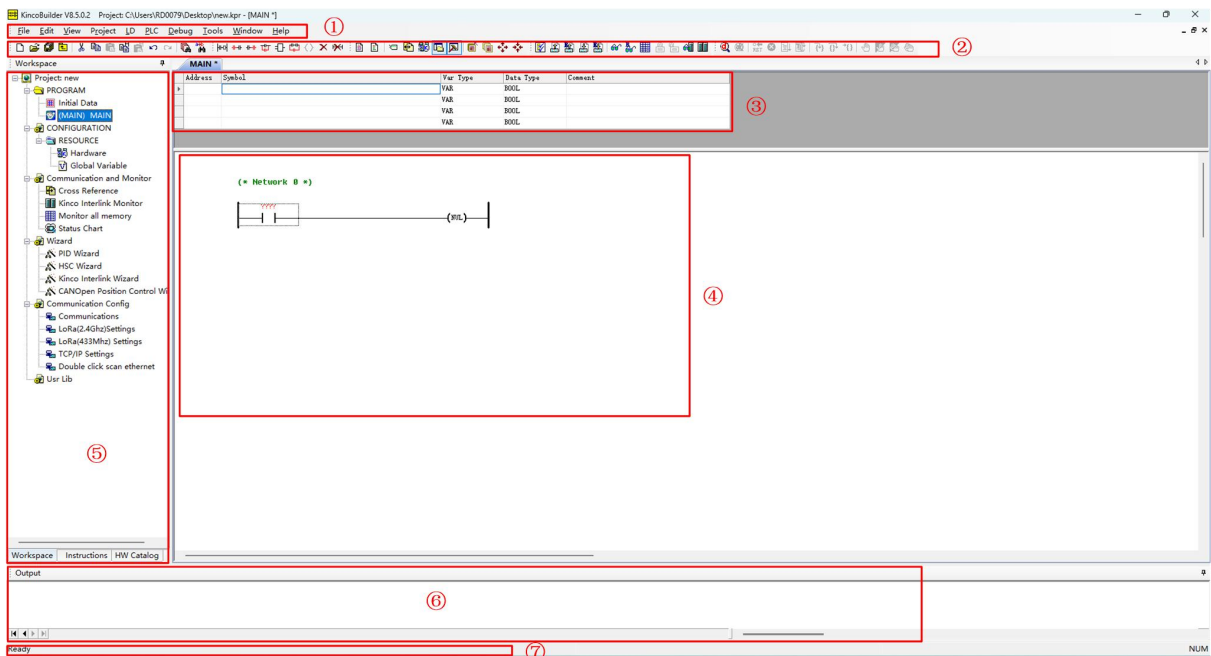 KincoBuilder V8.5.0.2 Project: C:\Users\RD0079\Desktop\new.kpr - [MAIN *]
File Edit View Project LD PLC Debug Tools Window Help ①
②
Workspace MAIN *
Address Symbol Var Type Data Type Comment
VAR BOOL
VAR BOOL
VAR BOOL
VAR BOOL
③
Project: new
PROGRAM
Initial Data
(MAIN) MAIN
CONFIGURATION
RESOURCE
Hardware
Global Variable
Communication and Monitor
Cross Reference
Kinco Interlink Monitor
Monitor all memory
Status Chart
Wizard
PID Wizard
HSC Wizard
Kinco Interlink Wizard
CANOpen Position Control Wi
Communication Config
Communications
LoRa(2.4Ghz)Settings
LoRa(433Mhz) Settings
TCP/IP Settings
Double click scan ethernet
Usr Lib
⑤
Workspace Instructions HW Catalog
(* Network 0 *)
????
(NUL)
④
Output
⑥
Ready ⑦ NUM